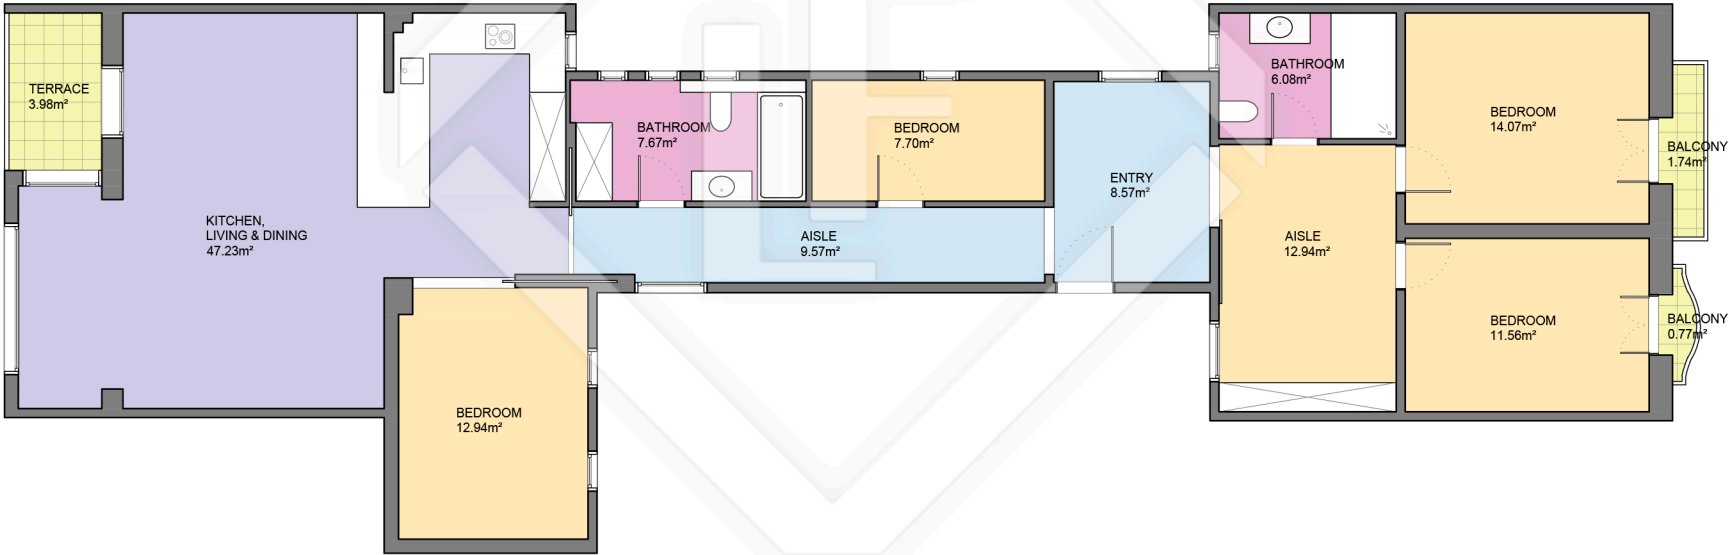 TERRACE
3.98m²
KITCHEN,
LIVING & DINING
47.23m²
BATHROOM
7.67m²
BEDROOM
7.70m²
AISLE
9.57m²
BEDROOM
12.94m²
ENTRY
8.57m²
BATHROOM
6.08m²
AISLE
12.94m²
BEDROOM
14.07m²
BALCONY
1.74m²
BEDROOM
11.56m²
BALCONY
0.77m²